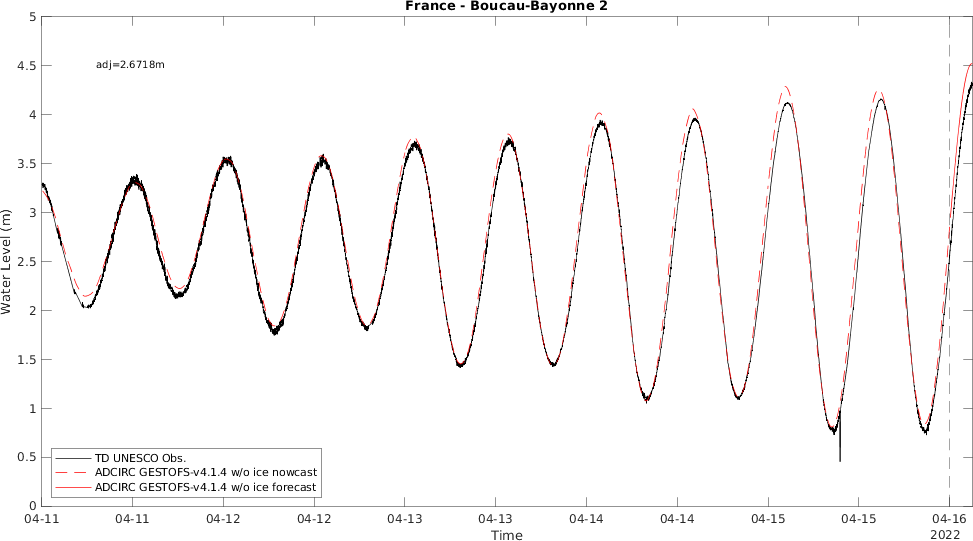 France - Boucau-Bayonne 2
5
4.5
4
3.5
3
2.5
2
1.5
1
0.5
0
Water Level (m)
adj=2.6718m
TD UNESCO Obs.
ADCIRC GESTOFS-v4.1.4 w/o ice nowcast
ADCIRC GESTOFS-v4.1.4 w/o ice forecast
04-11 04-11 04-12 04-12 04-13 04-13 04-14 04-14 04-15 04-15 04-16
Time
2022